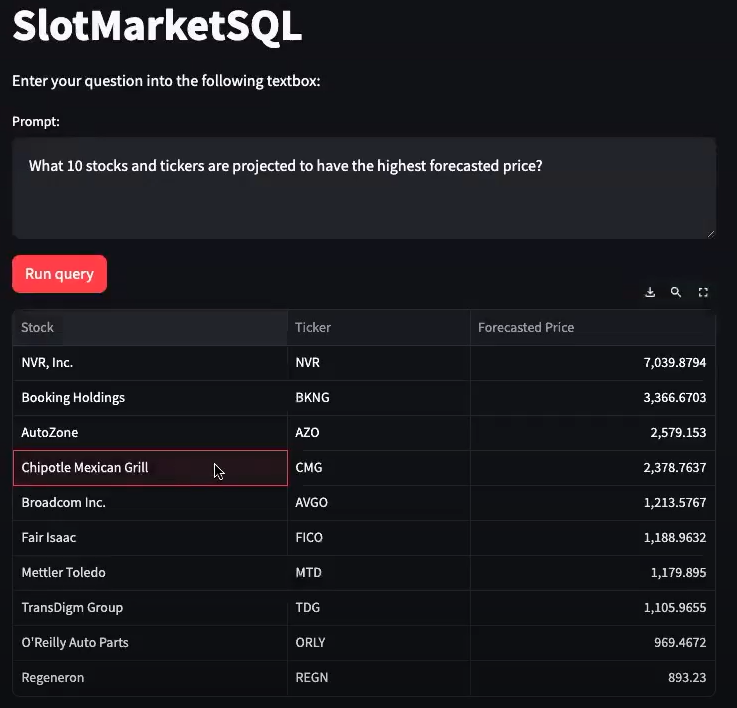 SlotMarketSQL
Enter your question into the following textbox:
Prompt:
What 10 stocks and tickers are projected to have the highest forecasted price?
Run query
Stock Ticker Forecasted Price
NVR, Inc. NVR 7,039.8794
Booking Holdings BKNG 3,366.6703
AutoZone AZO 2,579.153
Chipotle Mexican Grill CMG 2,378.7637
Broadcom Inc. AVGO 1,213.5767
Fair Isaac FICO 1,188.9632
Mettler Toledo MTD 1,179.895
TransDigm Group TDG 1,105.9655
O'Reilly Auto Parts ORLY 969.4672
Regeneron REGN 893.23